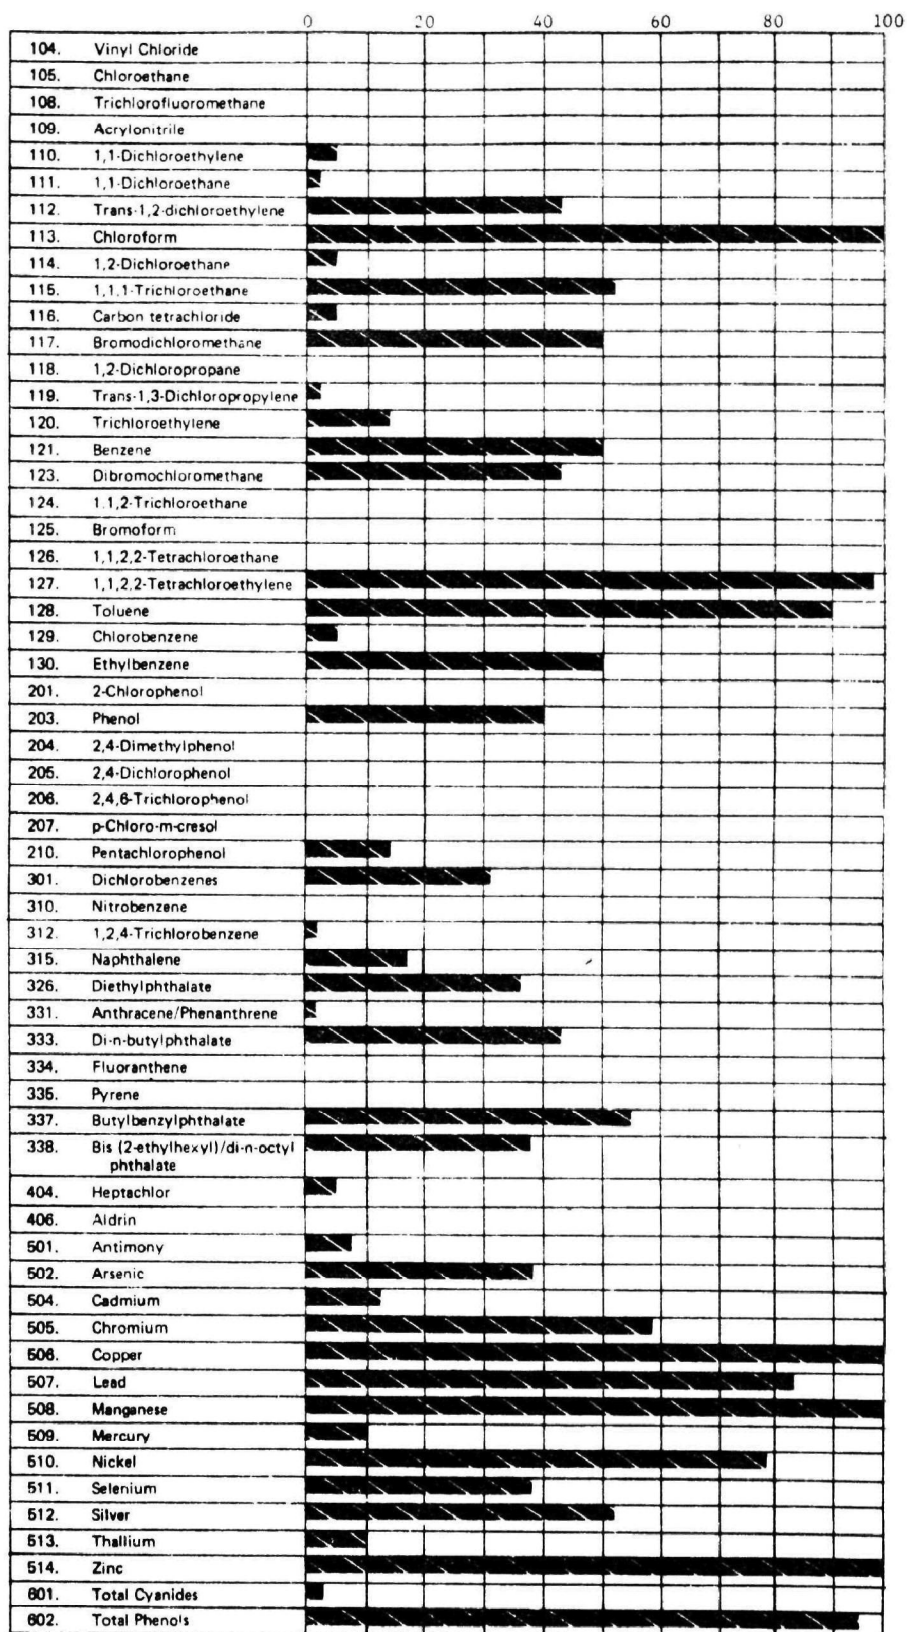 0 20 40 60 80 100
104. Vinyl Chloride
105. Chloroethane
108. Trichlorofluoromethane
109. Acrylonitrile
110. 1,1-Dichloroethylene
111. 1,1-Dichloroethane
112. Trans-1,2-dichloroethylene
113. Chloroform
114. 1,2-Dichloroethane
115. 1,1,1-Trichloroethane
116. Carbon tetrachloride
117. Bromodichloromethane
118. 1,2-Dichloropropane
119. Trans-1,3-Dichloropropylene
120. Trichloroethylene
121. Benzene
123. Dibromochloromethane
124. 1,1,2-Trichloroethane
125. Bromoform
126. 1,1,2,2-Tetrachloroethane
127. 1,1,2,2-Tetrachloroethylene
128. Toluene
129. Chlorobenzene
130. Ethylbenzene
201. 2-Chlorophenol
203. Phenol
204. 2,4-Dimethylphenol
205. 2,4-Dichlorophenol
206. 2,4,6-Trichlorophenol
207. p-Chloro-m-cresol
210. Pentachlorophenol
301. Dichlorobenzenes
310. Nitrobenzene
312. 1,2,4-Trichlorobenzene
315. Naphthalene
326. Diethylphthalate
331. Anthracene/Phenanthrene
333. Di-n-butylphthalate
334. Fluoranthene
335. Pyrene
337. Butylbenzylphthalate
338. Bis (2-ethylhexyl)/di-n-octyl
phthalate
404. Heptachlor
406. Aldrin
501. Antimony
502. Arsenic
504. Cadmium
505. Chromium
506. Copper
507. Lead
508. Manganese
509. Mercury
510. Nickel
511. Selenium
512. Silver
513. Thallium
514. Zinc
601. Total Cyanides
602. Total Phenols